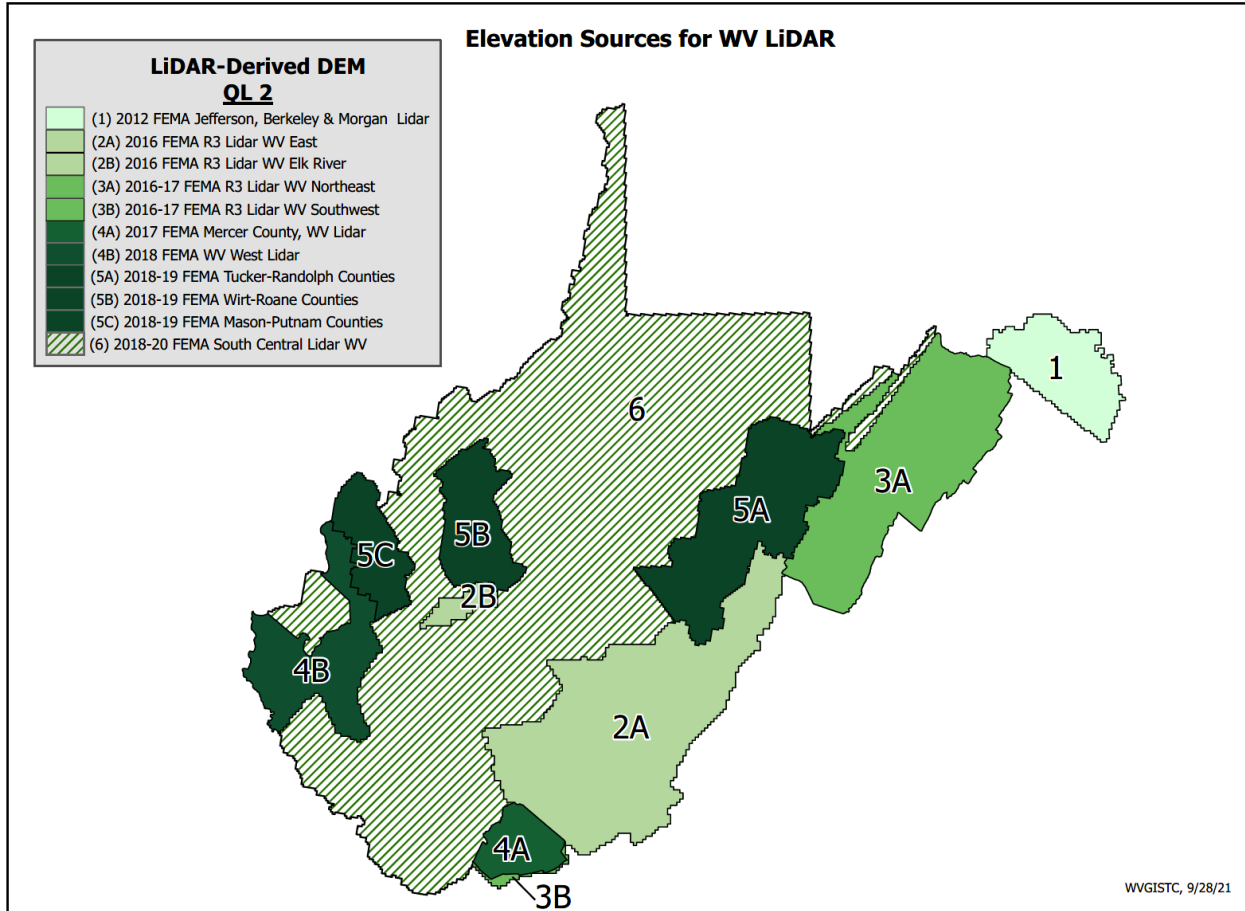 Elevation Sources for WV LiDAR
LiDAR-Derived DEM
QL 2
(1) 2012 FEMA Jefferson, Berkeley & Morgan Lidar
(2A) 2016 FEMA R3 Lidar WV East
(2B) 2016 FEMA R3 Lidar WV Elk River
(3A) 2016-17 FEMA R3 Lidar WV Northeast
(3B) 2016-17 FEMA R3 Lidar WV Southwest
(4A) 2017 FEMA Mercer County, WV Lidar
(4B) 2018 FEMA WV West Lidar
(5A) 2018-19 FEMA Tucker-Randolph Counties
(5B) 2018-19 FEMA Wirt-Roane Counties
(5C) 2018-19 FEMA Mason-Putnam Counties
(6) 2018-20 FEMA South Central Lidar WV
1
6
3A
5A
5B
5C
2B
4B
2A
4A
3B
WVGISTC, 9/28/21